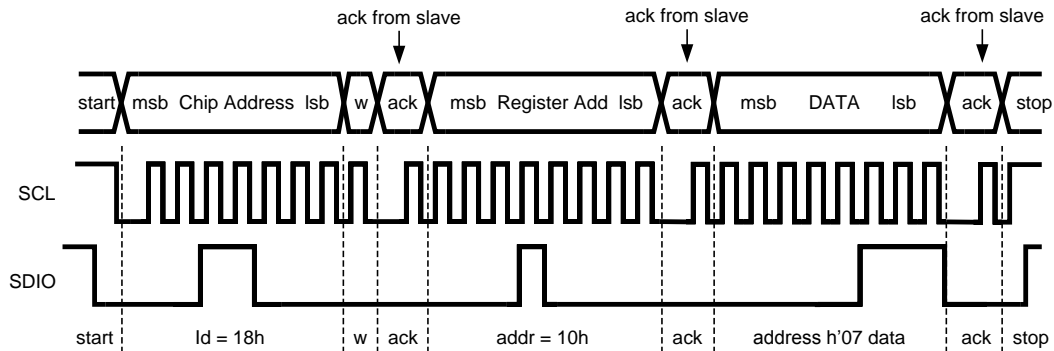 ack from slave ack from slave ack from slave
start msb Chip Address lsb w ack msb Register Add lsb ack msb DATA lsb ack stop
SCL
SDIO
start Id = 18h w ack addr = 10h ack address h'07 data ack stop